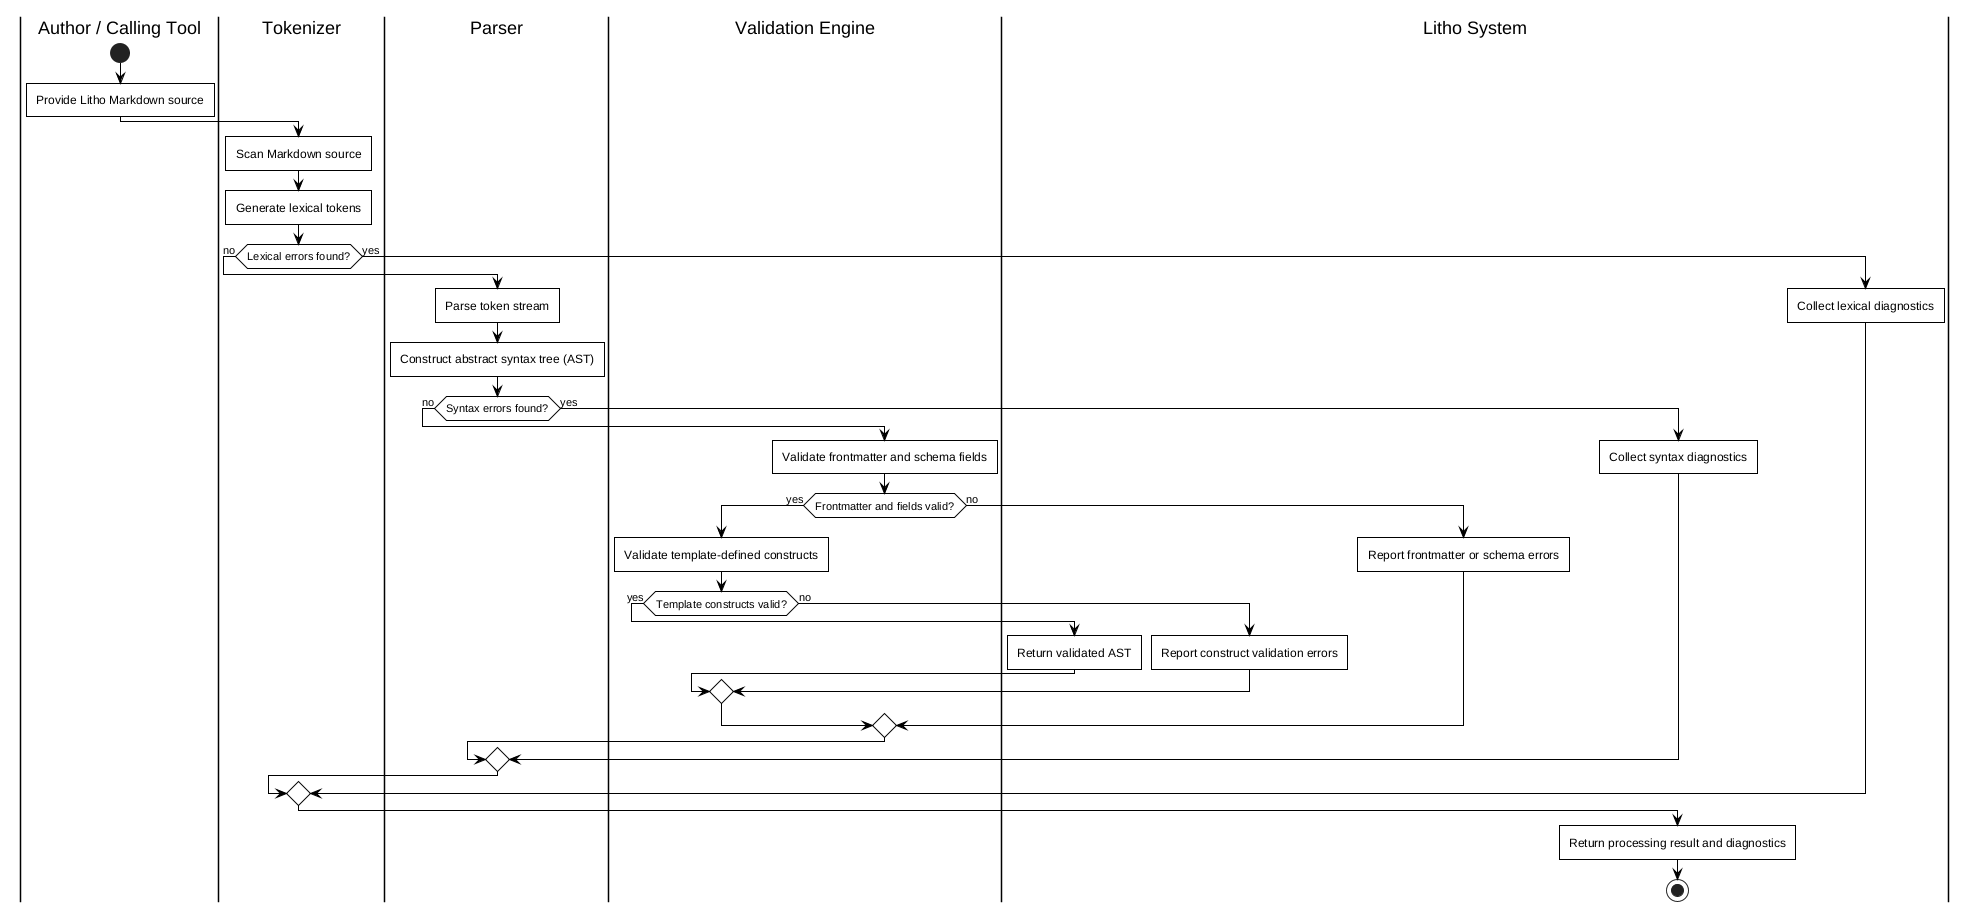 Author / Calling Tool
Tokenizer
Parser
Validation Engine
Litho System
Provide Litho Markdown source
Scan Markdown source
Generate lexical tokens
no
Lexical errors found?
yes
Parse token stream
Collect lexical diagnostics
Construct abstract syntax tree (AST)
no
Syntax errors found?
yes
Validate frontmatter and schema fields
Collect syntax diagnostics
yes
Frontmatter and fields valid?
no
Validate template-defined constructs
Report frontmatter or schema errors
yes
Template constructs valid?
no
Return validated AST
Report construct validation errors
Return processing result and diagnostics